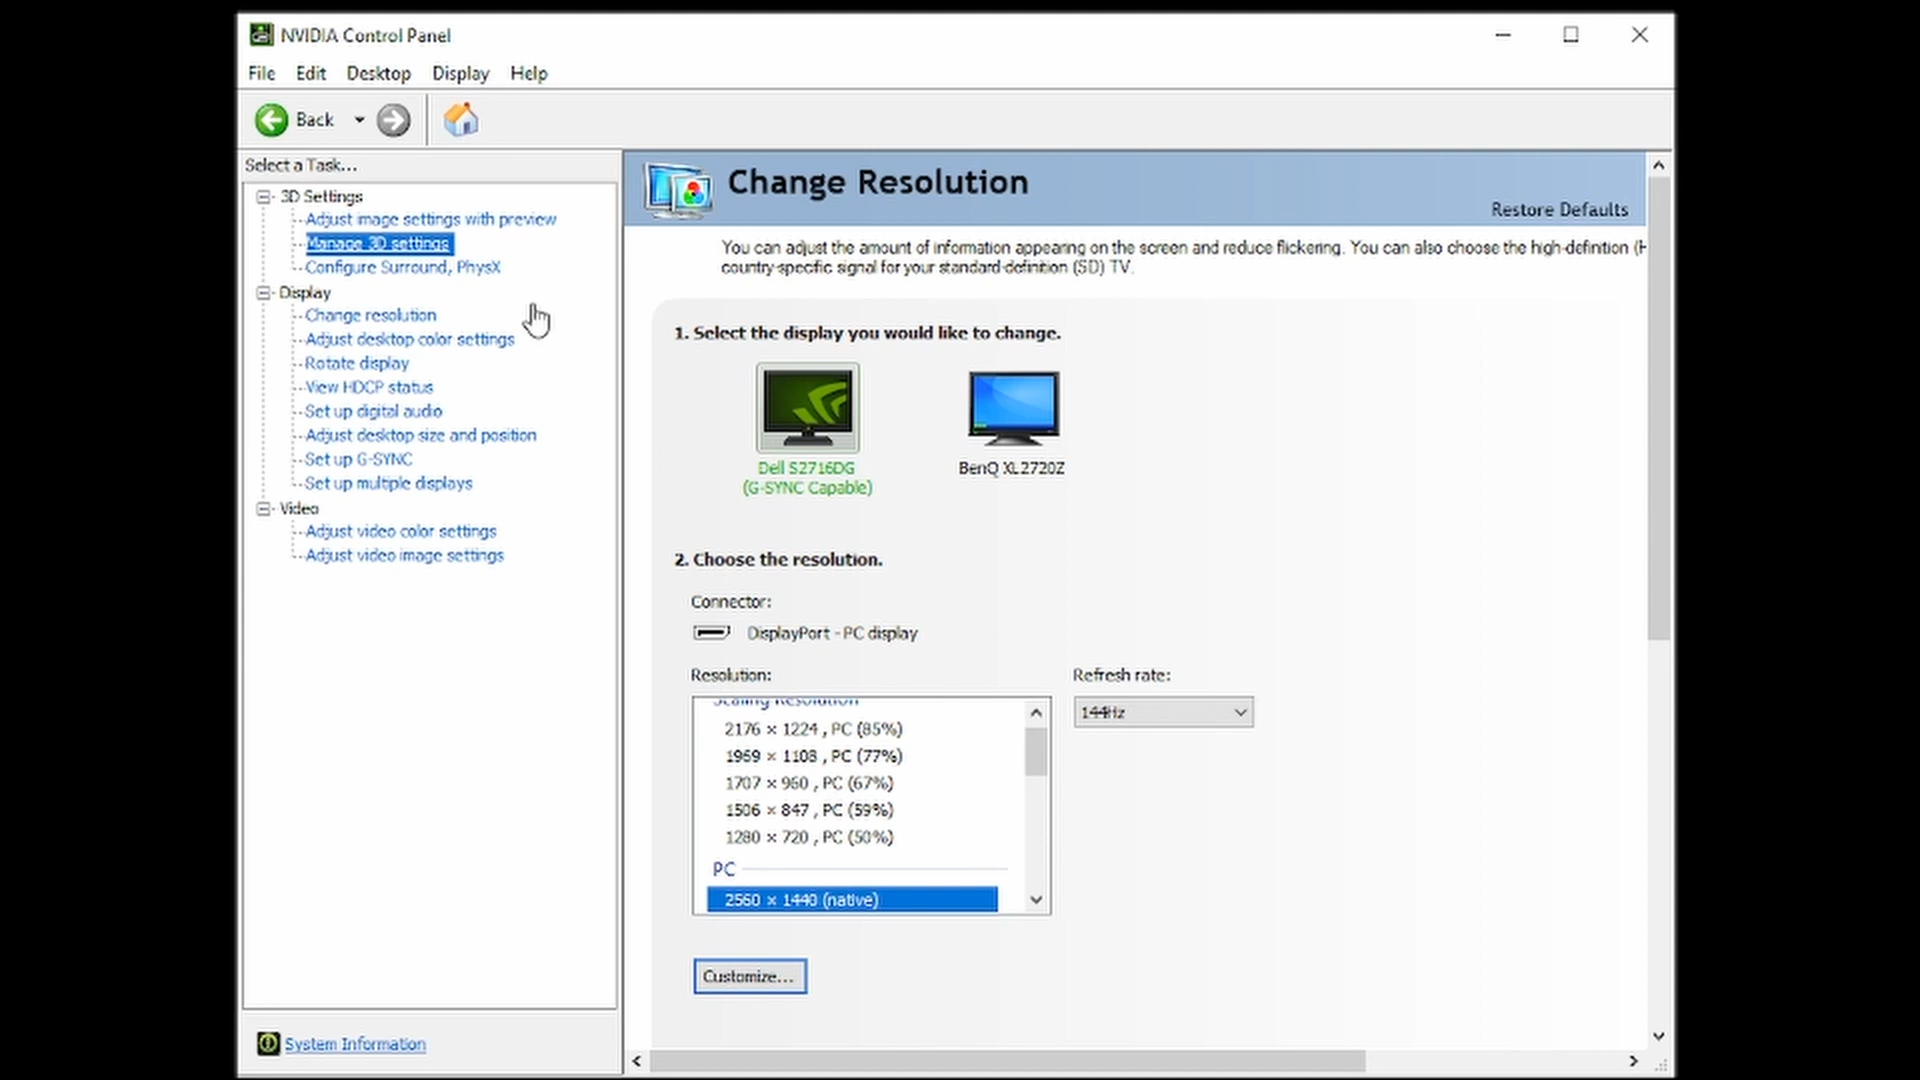 NVIDIA Control Panel
File Edit Desktop Display Help
Back
Select a Task...
3D Settings
Adjust image settings with preview
Manage 3D settings
Configure Surround, PhysX
Display
Change resolution
Adjust desktop color settings
Rotate display
View HDCP status
Set up digital audio
Adjust desktop size and position
Set up G-SYNC
Set up multiple displays
Video
Adjust video color settings
Adjust video image settings
System Information
Change Resolution
Restore Defaults
You can adjust the amount of information appearing on the screen and reduce flickering. You can also choose the high-definition (H
country-specific signal for your standard-definition (SD) TV.
1. Select the display you would like to change.
Dell S2716DG
(G-SYNC Capable)
BenQ XL2720Z
2. Choose the resolution.
Connector:
DisplayPort - PC display
Resolution:
Refresh rate:
Scaling Resolution
2176 × 1224 , PC (85%)
1969 × 1108 , PC (77%)
1707 × 960 , PC (67%)
1506 × 847 , PC (59%)
1280 × 720 , PC (50%)
PC
2560 × 1440 (native)
144Hz
Customize...